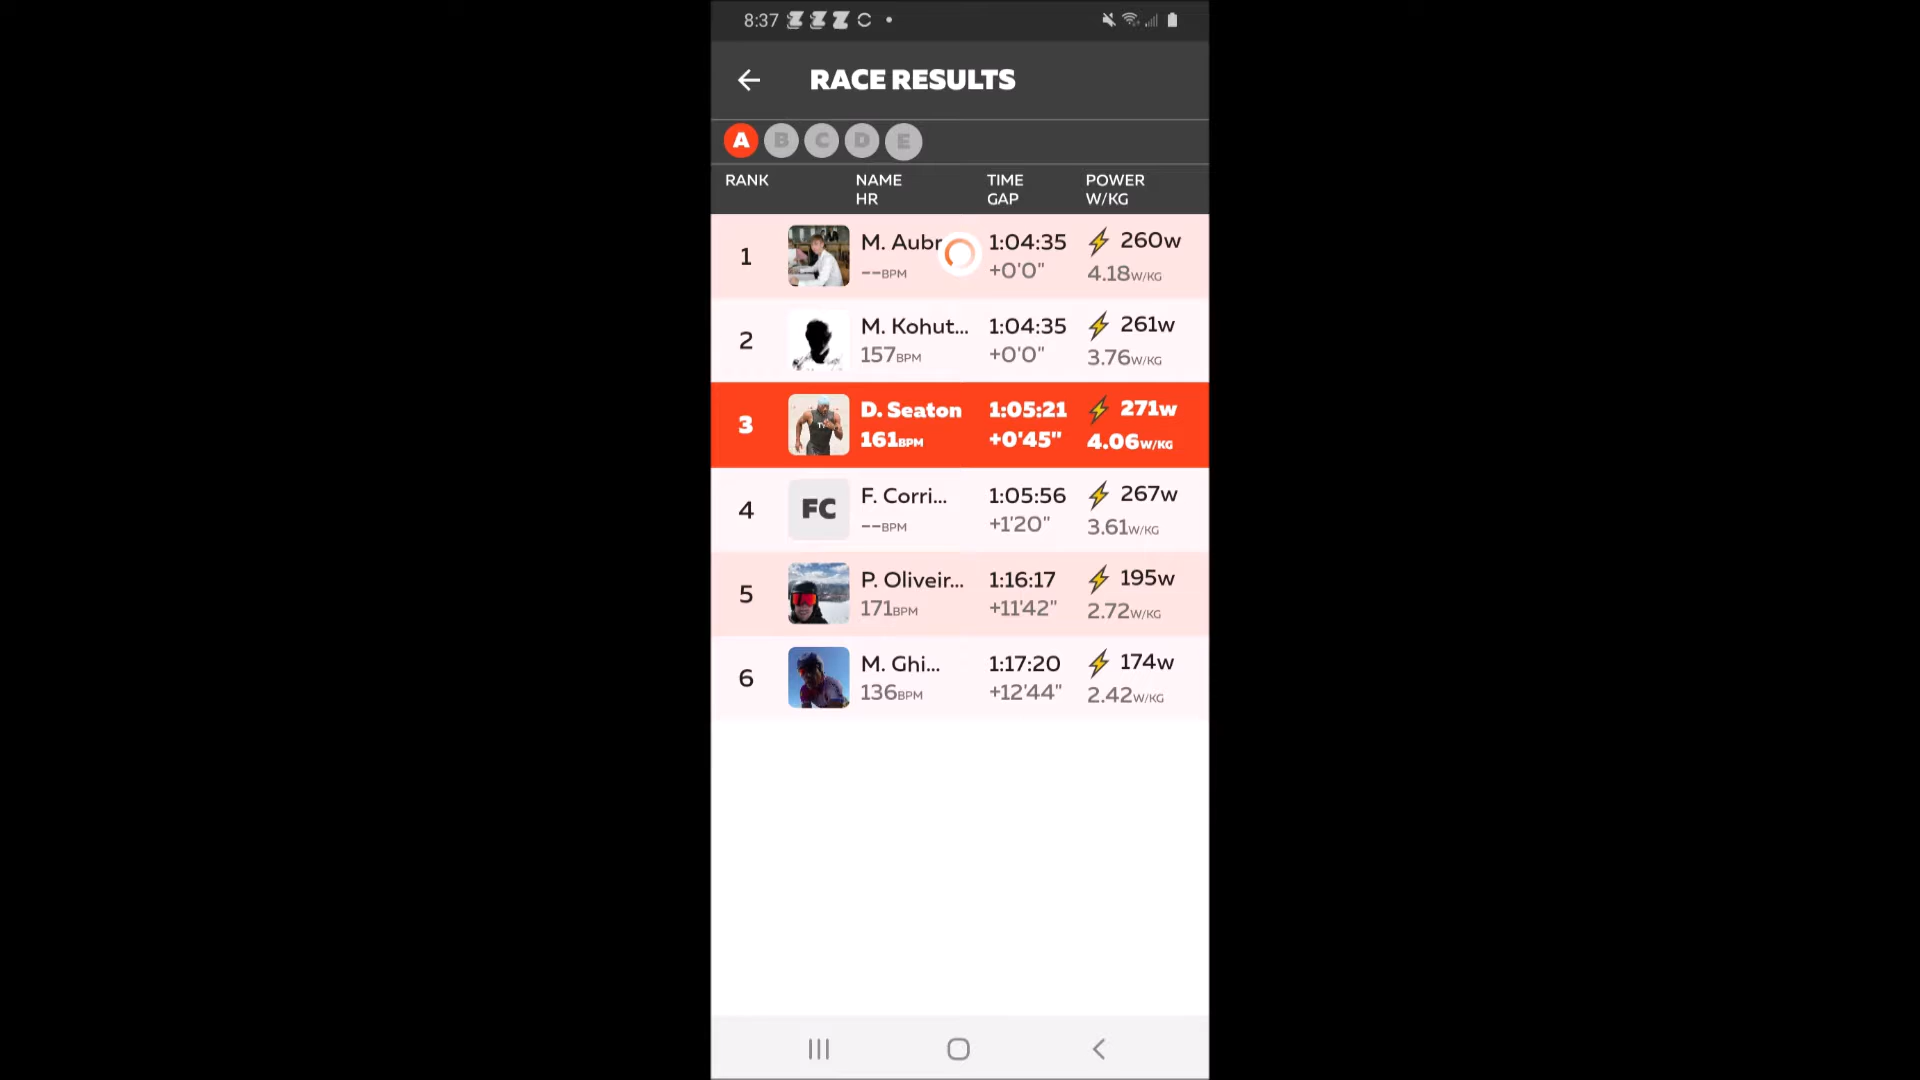 8:37
RACE RESULTS
A B C D E
RANK NAME TIME POWER
HR GAP W/KG
1 M. Aubr 1:04:35 260w
--BPM +0'0" 4.18W/KG
2 M. Kohut... 1:04:35 261w
157BPM +0'0" 3.76W/KG
3 D. Seaton 1:05:21 271w
161BPM +0'45" 4.06W/KG
4 FC F. Corri... 1:05:56 267w
--BPM +1'20" 3.61W/KG
5 P. Oliveir... 1:16:17 195w
171BPM +11'42" 2.72W/KG
6 M. Ghi... 1:17:20 174w
136BPM +12'44" 2.42W/KG